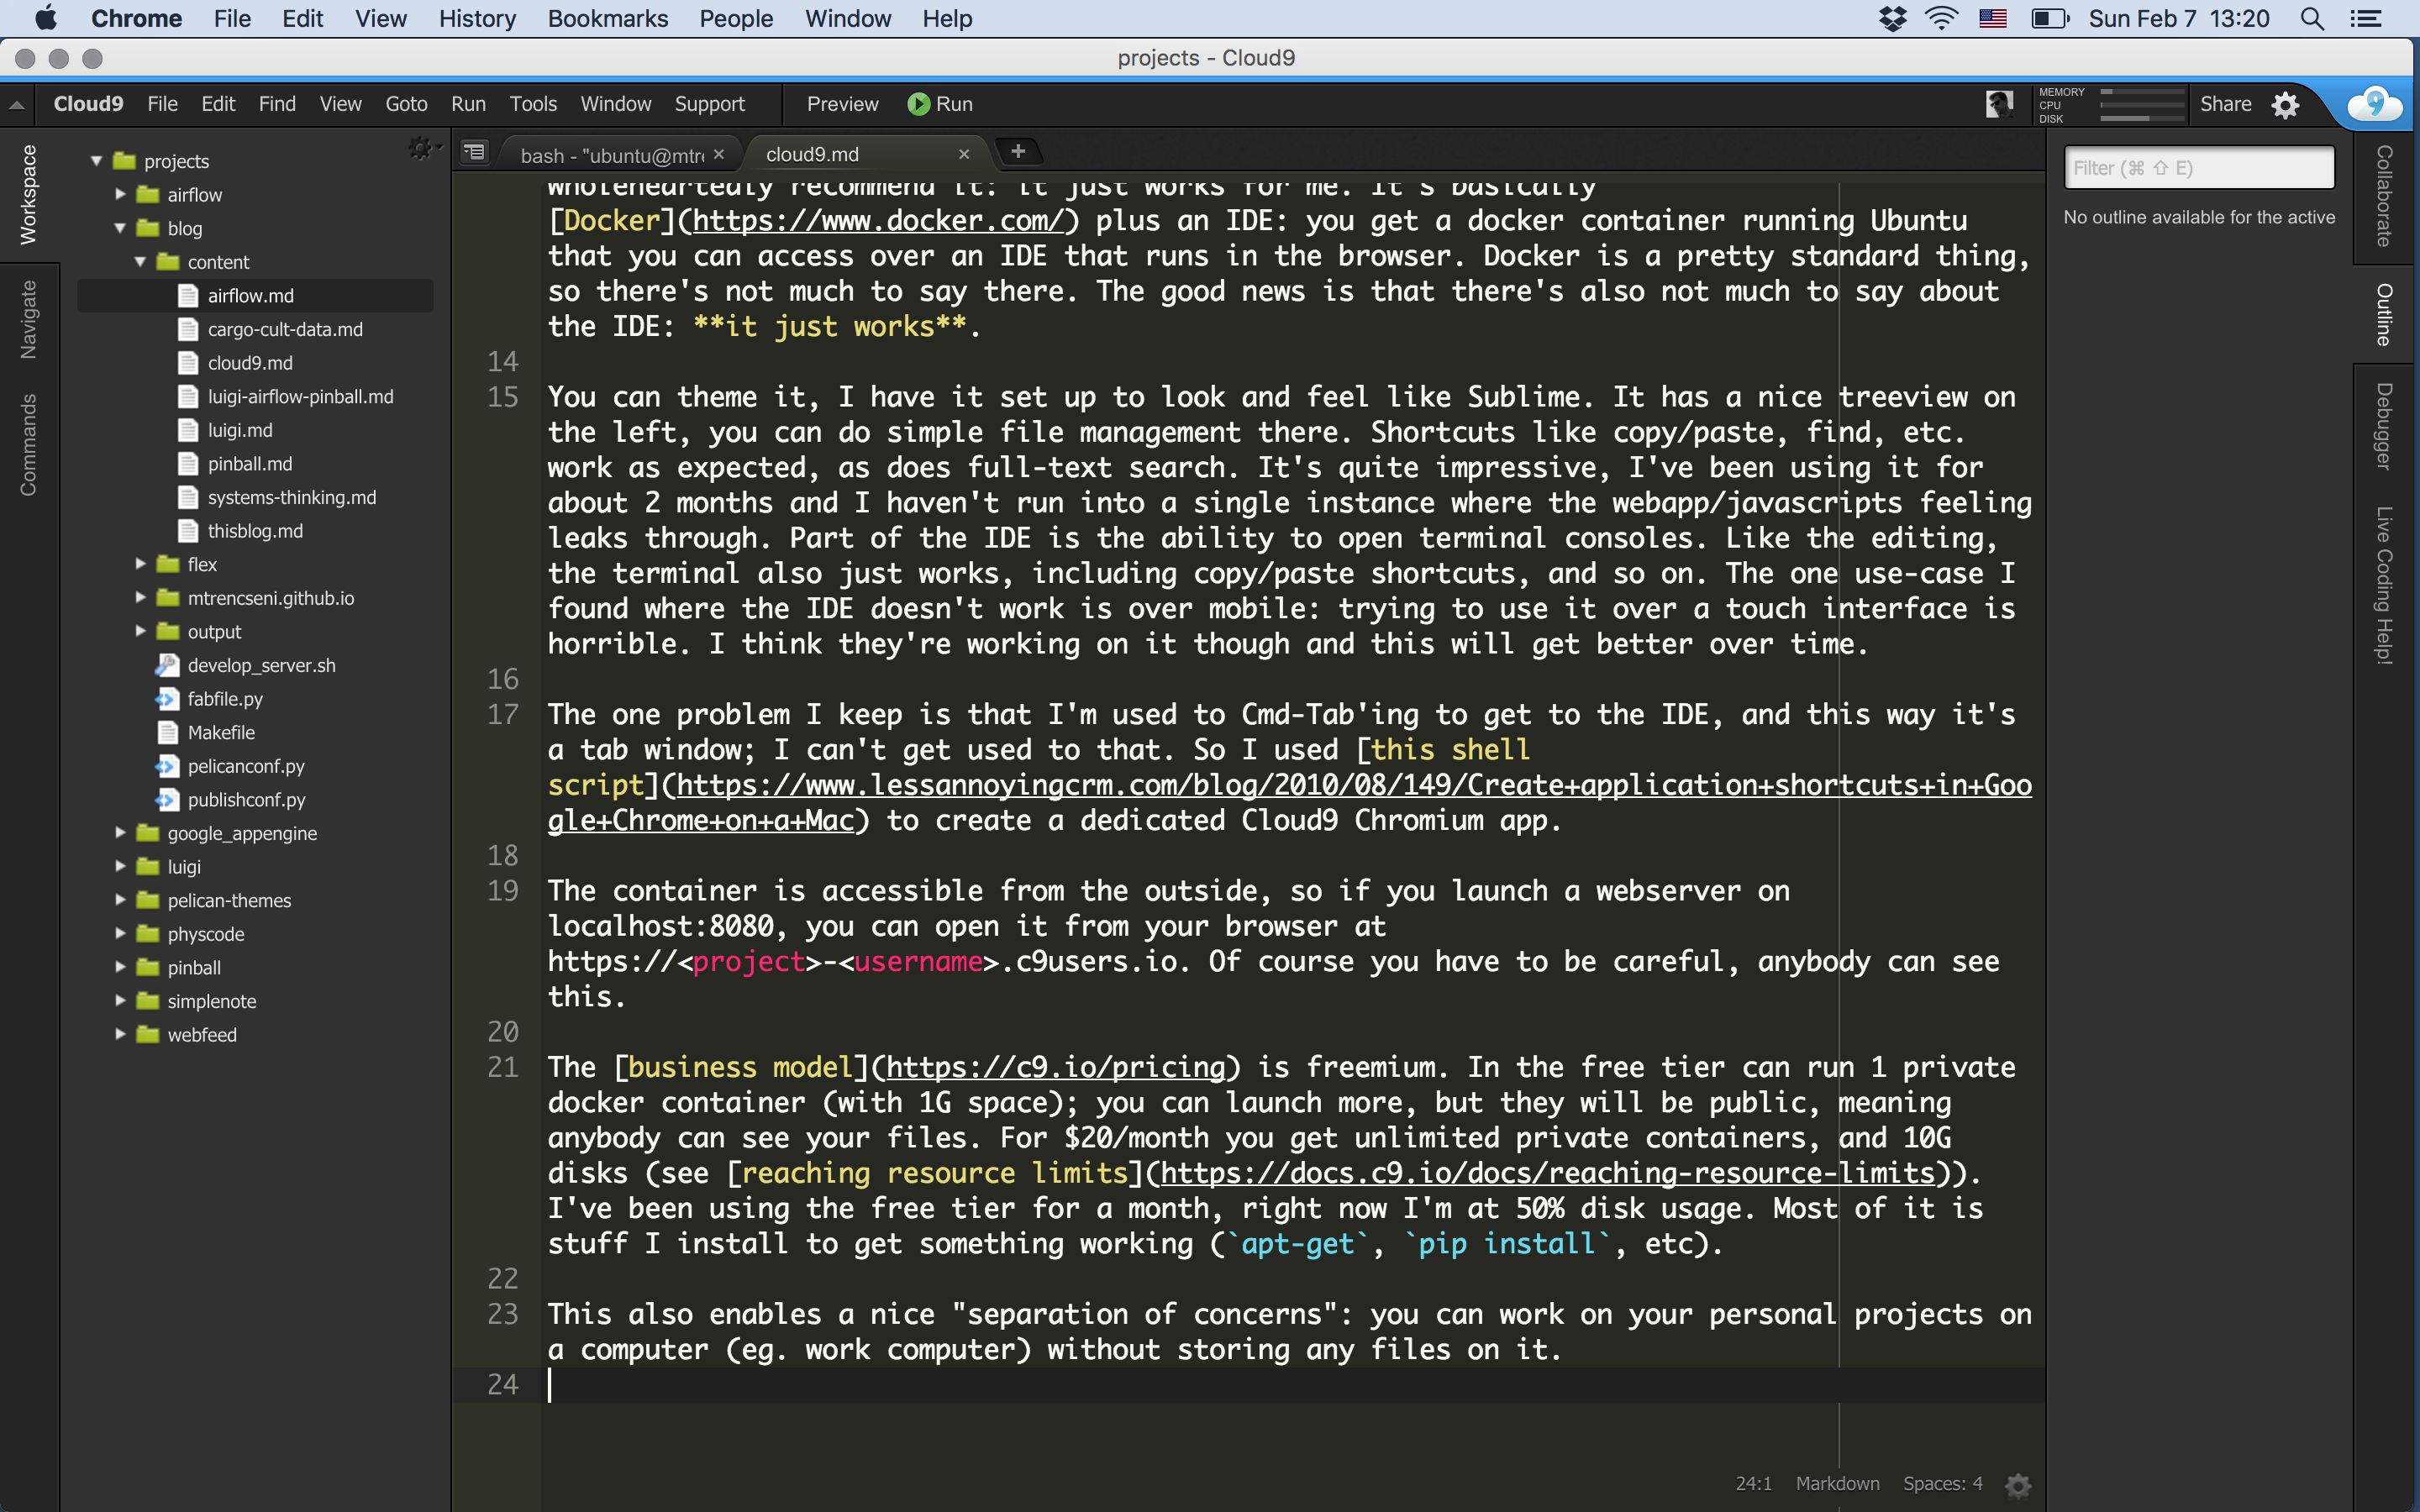 Chrome File Edit View History Bookmarks People Window Help Sun Feb 7 13:20
projects - Cloud9
Cloud9 File Edit Find View Goto Run Tools Window Support Preview Run MEMORY CPU DISK Share 9
Workspace
Navigate
Commands
projects
airflow
blog
content
airflow.md
cargo-cult-data.md
cloud9.md
luigi-airflow-pinball.md
luigi.md
pinball.md
systems-thinking.md
thisblog.md
flex
mtrencseni.github.io
output
develop_server.sh
fabfile.py
Makefile
pelicanconf.py
publishconf.py
google_appengine
luigi
pelican-themes
physcode
pinball
simplenote
webfeed
bash - "ubuntu@mtre × cloud9.md × +
wholeheartedly recommend it: it just works for me. It's basically
[Docker](https://www.docker.com/) plus an IDE: you get a docker container running Ubuntu
that you can access over an IDE that runs in the browser. Docker is a pretty standard thing,
so there's not much to say there. The good news is that there's also not much to say about
the IDE: **it just works**.
14
15 You can theme it, I have it set up to look and feel like Sublime. It has a nice treeview on
the left, you can do simple file management there. Shortcuts like copy/paste, find, etc.
work as expected, as does full-text search. It's quite impressive, I've been using it for
about 2 months and I haven't run into a single instance where the webapp/javascripts feeling
leaks through. Part of the IDE is the ability to open terminal consoles. Like the editing,
the terminal also just works, including copy/paste shortcuts, and so on. The one use-case I
found where the IDE doesn't work is over mobile: trying to use it over a touch interface is
horrible. I think they're working on it though and this will get better over time.
16
17 The one problem I keep is that I'm used to Cmd-Tab'ing to get to the IDE, and this way it's
a tab window; I can't get used to that. So I used [this shell
script](https://www.lessannoyingcrm.com/blog/2010/08/149/Create+application+shortcuts+in+Goo
gle+Chrome+on+a+Mac) to create a dedicated Cloud9 Chromium app.
18
19 The container is accessible from the outside, so if you launch a webserver on
localhost:8080, you can open it from your browser at
https://<project>-<username>.c9users.io. Of course you have to be careful, anybody can see
this.
20
21 The [business model](https://c9.io/pricing) is freemium. In the free tier can run 1 private
docker container (with 1G space); you can launch more, but they will be public, meaning
anybody can see your files. For $20/month you get unlimited private containers, and 10G
disks (see [reaching resource limits](https://docs.c9.io/docs/reaching-resource-limits)).
I've been using the free tier for a month, right now I'm at 50% disk usage. Most of it is
stuff I install to get something working (`apt-get`, `pip install`, etc).
22
23 This also enables a nice "separation of concerns": you can work on your personal projects on
a computer (eg. work computer) without storing any files on it.
24
24:1 Markdown Spaces: 4
Filter (⌘ ⇧ E)
No outline available for the active
Collaborate
Outline
Debugger
Live Coding Help!